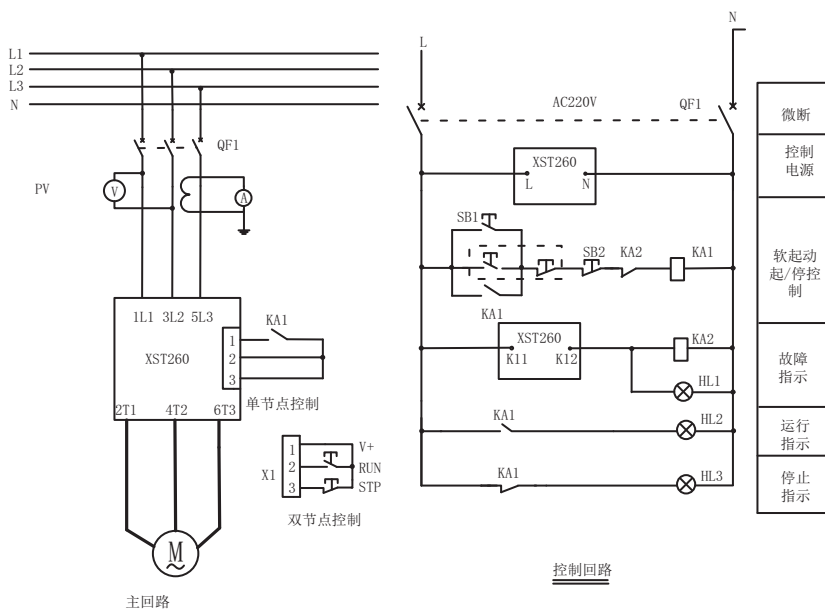 L1
L2
L3
N
QF1
PV
V
A
1L1 3L2 5L3
XST260
1
2
3
KA1
单节点控制
2T1 4T2 6T3
X1
1
2
3
V+
RUN
STP
双节点控制
M
~
主回路
L
N
AC220V
QF1
XST260
L N
SB1
SB2
KA2
KA1
KA1
XST260
K11 K12
KA2
HL1
KA1
HL2
KA1
HL3
控制回路
微断
控制
电源
软起动
起/停控
制
故障
指示
运行
指示
停止
指示